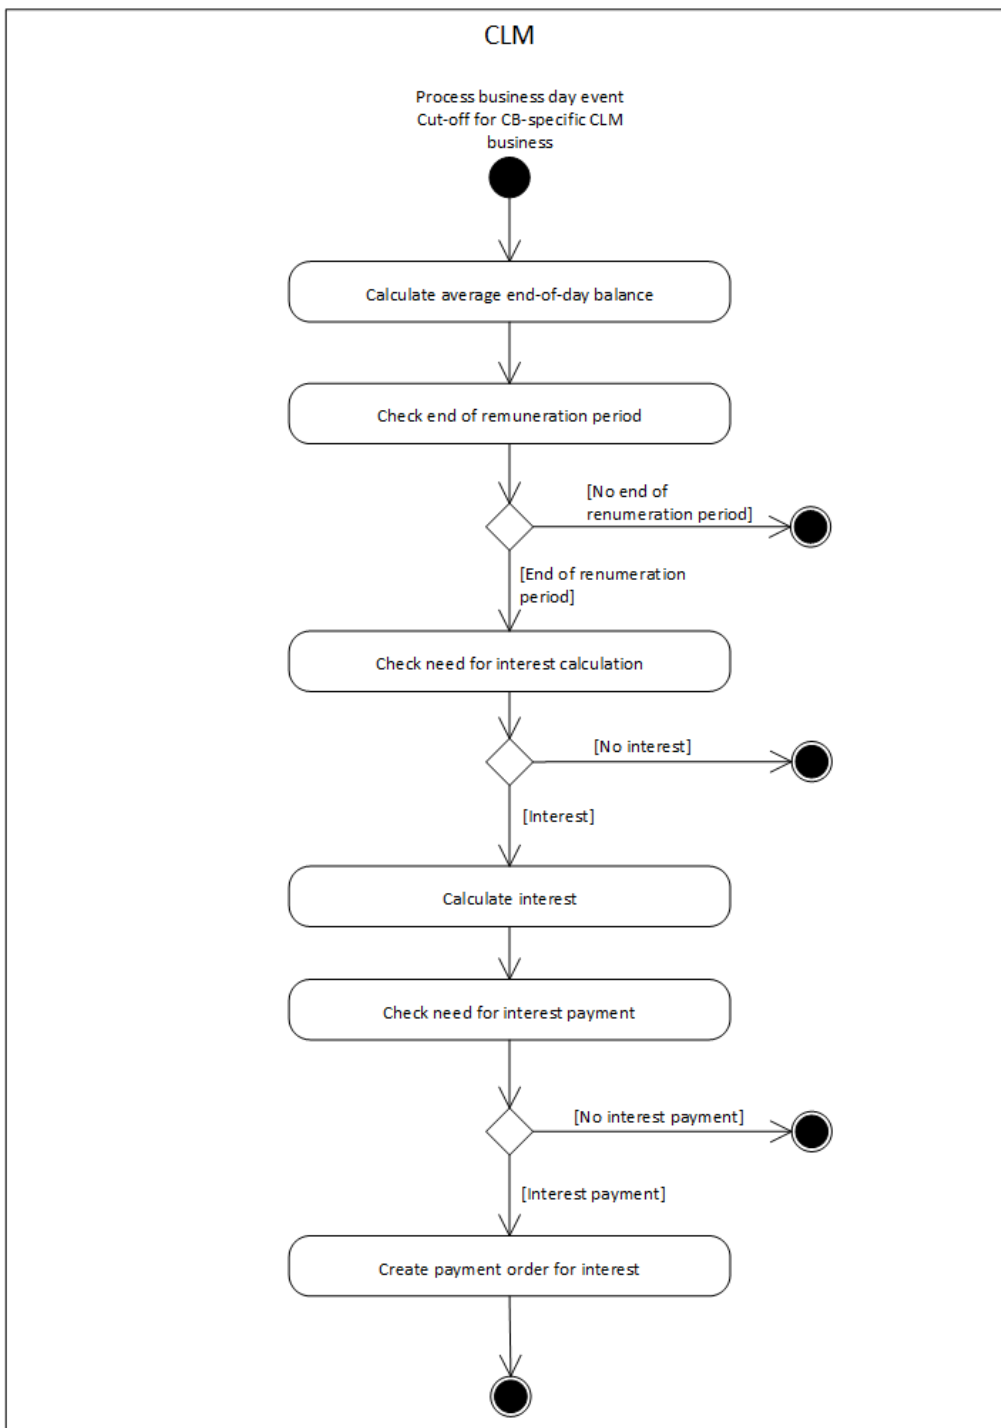 CLM
Process business day event
Cut-off for CB-specific CLM
business
Calculate average end-of-day balance
Check end of remuneration period
[No end of
renumeration period]
[End of renumeration
period]
Check need for interest calculation
[No interest]
[Interest]
Calculate interest
Check need for interest payment
[No interest payment]
[Interest payment]
Create payment order for interest